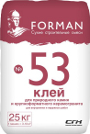 FORMAN
Сухие строительные смеси
№ 53
КЛЕЙ
для природного камня
и крупноформатного керамогранита
25 кг
СГМ